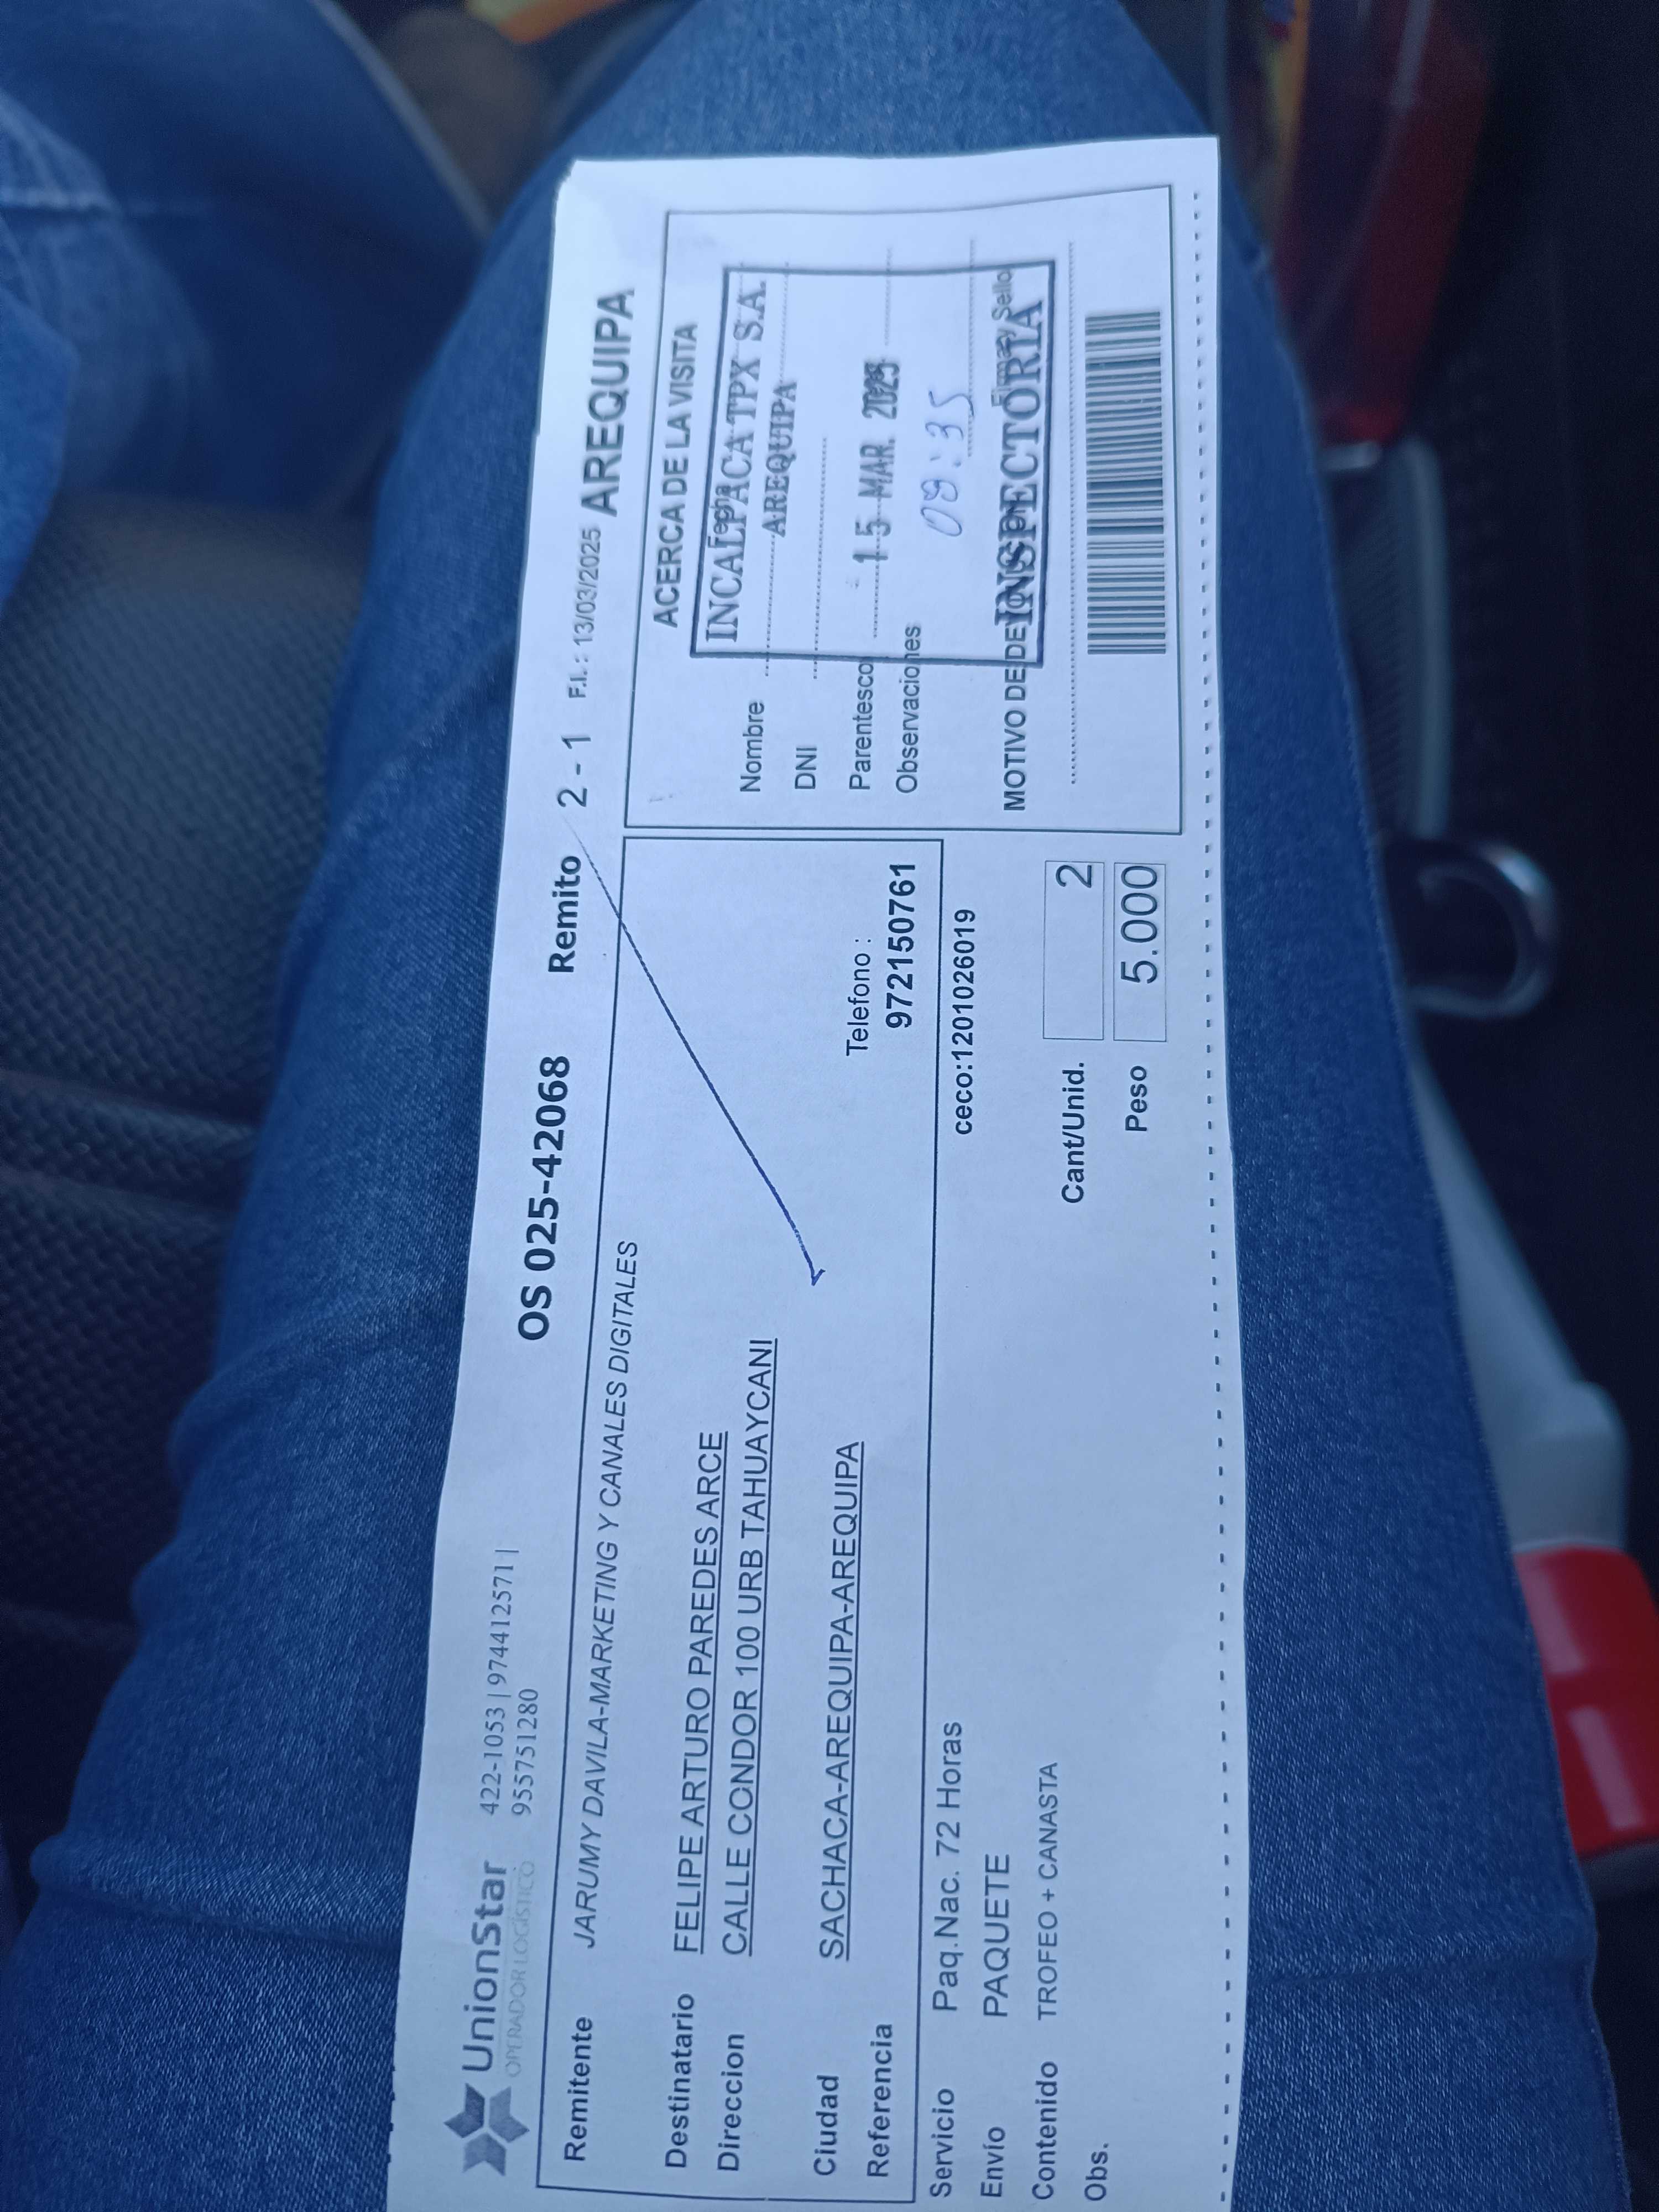 UnionStar
OPERADOR LOGÍSTICO
422-1053 | 974412571 |
955751280
OS 025-42068
Remito 2 - 1 F.I.: 13/03/2025 AREQUIPA
Remitente JARUMY DAVILA-MARKETING Y CANALES DIGITALES
Destinatario FELIPE ARTURO PAREDES ARCE
Direccion CALLE CONDOR 100 URB TAHUAYCANI
Ciudad SACHACA-AREQUIPA-AREQUIPA
Referencia
Telefono :
972150761
Servicio Paq.Nac. 72 Horas
ceco:1201026019
Envío PAQUETE
Contenido TROFEO + CANASTA
Obs.
Cant/Unid. 2
Peso 5.000
ACERCA DE LA VISITA
Fecha
Nombre
DNI
Parentesco
Observaciones
Firma y Sello
MOTIVO DE
INCALPACA TPX S.A.
AREQUIPA
15 MAR. 2025
09:35
INSPECTORIA